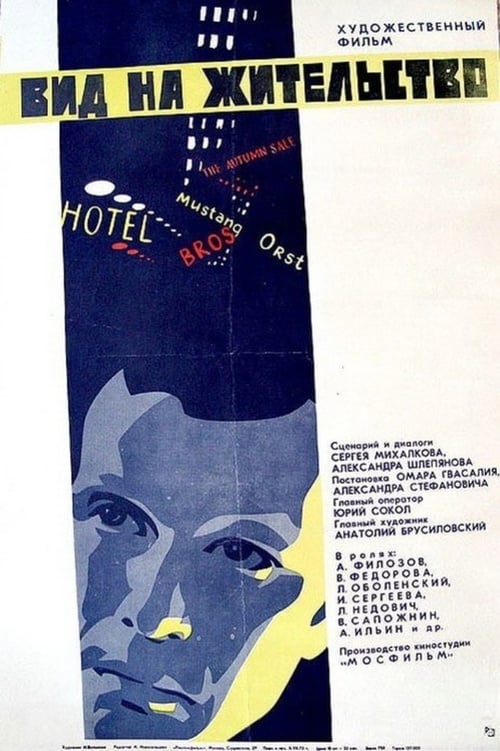 ХУДОЖЕСТВЕННЫЙ
ФИЛЬМ
ВИД НА ЖИТЕЛЬСТВО
THE AUTUMN SALE
HOTEL
Mustang
BROS
Orst
Сценарий и диалоги
СЕРГЕЯ МИХАЛКОВА,
АЛЕКСАНДРА ШЛЕПЯНОВА
Постановка ОМАРА ГВАСАЛИЯ,
АЛЕКСАНДРА СТЕФАНОВИЧА
Главный оператор
ЮРИЙ СОКОЛ
Главный художник
АНАТОЛИЙ БРУСИЛОВСКИЙ
В ролях:
А. ФИЛОЗОВ,
В. ФЕДОРОВА,
Л. ОБОЛЕНСКИЙ,
И. СЕРГЕЕВА,
Л. НЕДОВИЧ,
В. САПОЖНИН,
А. ИЛЬИН и др.
Производство киностудии
"МОСФИЛЬМ"